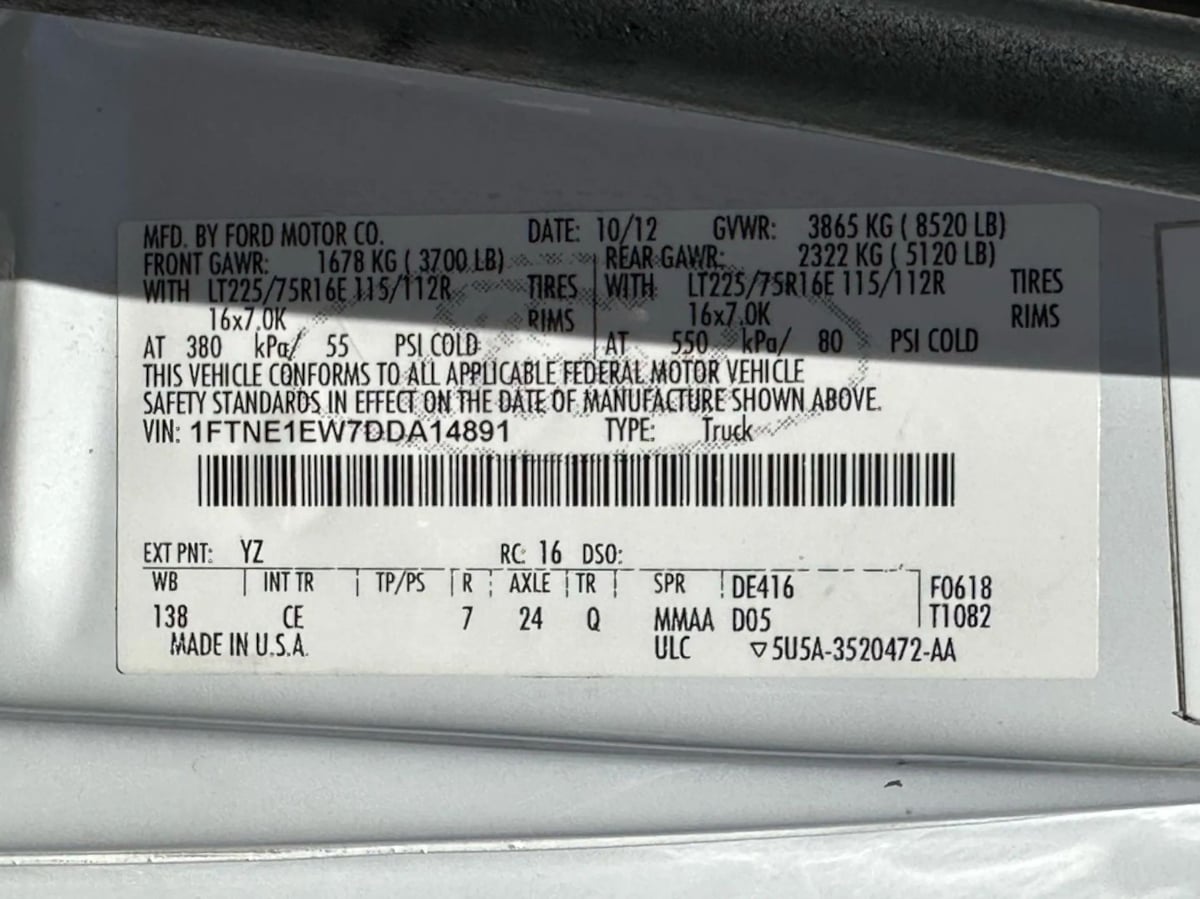 MFD. BY FORD MOTOR CO. DATE: 10/12 GVWR: 3865 KG ( 8520 LB)
FRONT GAWR: 1678 KG ( 3700 LB) REAR GAWR: 2322 KG ( 5120 LB)
WITH LT225/75R16E 115/112R TIRES WITH LT225/75R16E 115/112R TIRES
16x7.0K RIMS 16x7.0K RIMS
AT 380 kPa/ 55 PSI COLD AT 550 kPa/ 80 PSI COLD
THIS VEHICLE CONFORMS TO ALL APPLICABLE FEDERAL MOTOR VEHICLE
SAFETY STANDARDS IN EFFECT ON THE DATE OF MANUFACTURE SHOWN ABOVE.
VIN: 1FTNE1EW7DDA14891 TYPE: Truck
EXT PNT: YZ RC: 16 DSO:
WB INT TR TP/PS R AXLE TR SPR DE416 F0618
138 CE 7 24 Q MMAA D05 T1082
MADE IN U.S.A. ULC ▽5U5A-3520472-AA